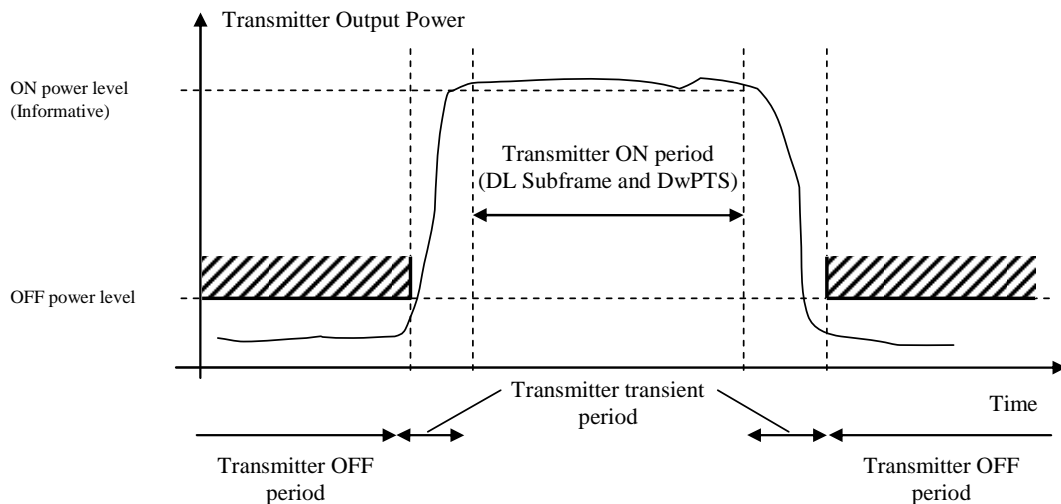 Transmitter Output Power
ON power level
(Informative)
Transmitter ON period
(DL Subframe and DwPTS)
OFF power level
Transmitter transient
period
Time
Transmitter OFF
period
Transmitter OFF
period